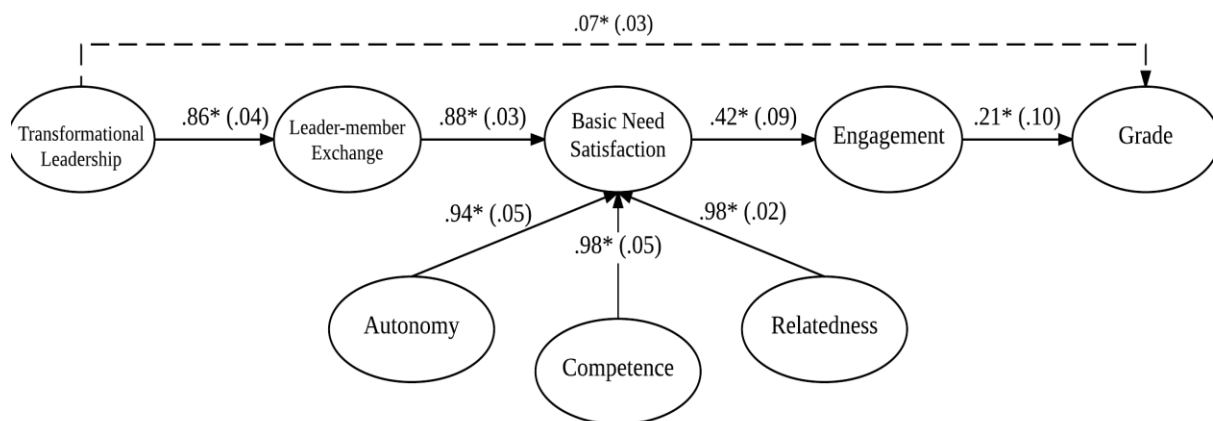 .07* (.03)
Transformational
Leadership
.86* (.04)
Leader-member
Exchange
.88* (.03)
Basic Need
Satisfaction
.42* (.09)
Engagement
.21* (.10)
Grade
.94* (.05)
.98* (.05)
.98* (.02)
Autonomy
Competence
Relatedness